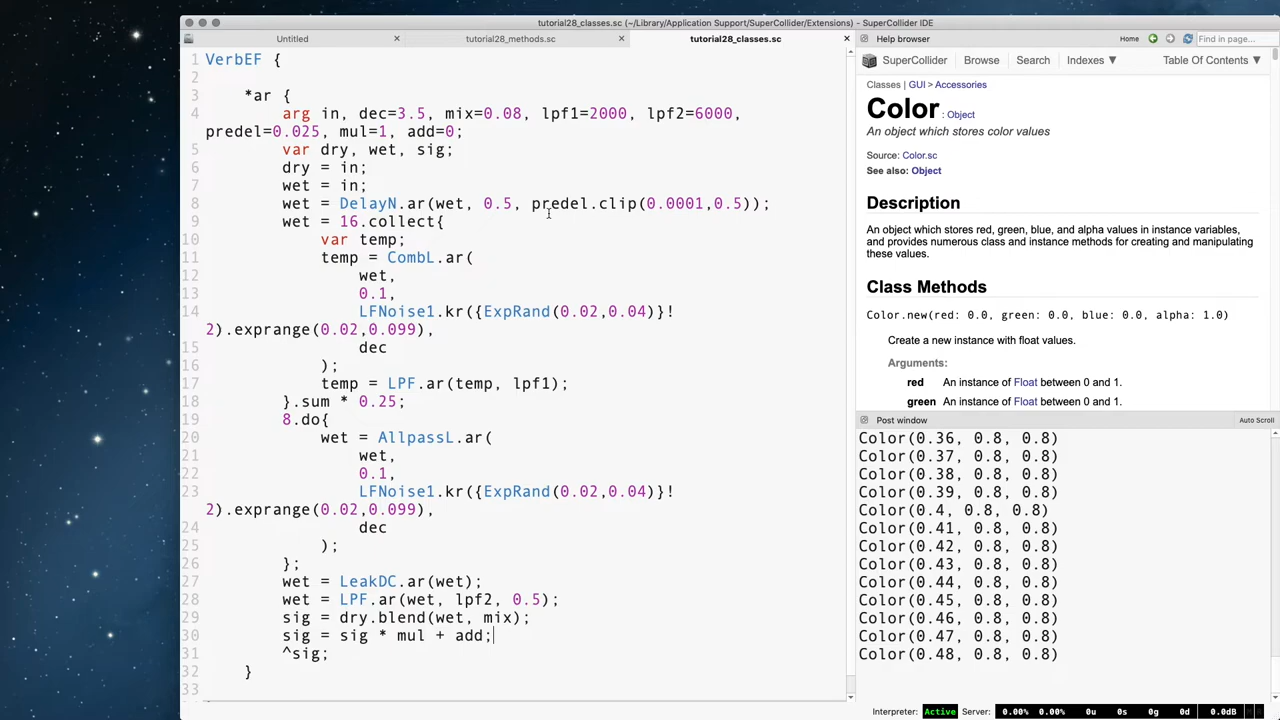 tutorial28_classes.sc (~/Library/Application Support/SuperCollider/Extensions) - SuperCollider IDE
Untitled
tutorial28_methods.sc
tutorial28_classes.sc
1 VerbEF {
2
3 *ar {
4 arg in, dec=3.5, mix=0.08, lpf1=2000, lpf2=6000,
predel=0.025, mul=1, add=0;
5 var dry, wet, sig;
6 dry = in;
7 wet = in;
8 wet = DelayN.ar(wet, 0.5, predel.clip(0.0001,0.5));
9 wet = 16.collect{
10 var temp;
11 temp = CombL.ar(
12 wet,
13 0.1,
14 LFNoise1.kr({ExpRand(0.02,0.04)}!
2).exprange(0.02,0.099),
15 dec
16 );
17 temp = LPF.ar(temp, lpf1);
18 }.sum * 0.25;
19 8.do{
20 wet = AllpassL.ar(
21 wet,
22 0.1,
23 LFNoise1.kr({ExpRand(0.02,0.04)}!
2).exprange(0.02,0.099),
24 dec
25 );
26 };
27 wet = LeakDC.ar(wet);
28 wet = LPF.ar(wet, lpf2, 0.5);
29 sig = dry.blend(wet, mix);
30 sig = sig * mul + add;
31 ^sig;
32 }
33
Help browser
Home
Find in page...
SuperCollider Browse Search Indexes ▼ Table Of Contents ▼
Classes | GUI > Accessories
Color : Object
An object which stores color values
Source: Color.sc
See also: Object
Description
An object which stores red, green, blue, and alpha values in instance variables,
and provides numerous class and instance methods for creating and manipulating
these values.
Class Methods
Color.new(red: 0.0, green: 0.0, blue: 0.0, alpha: 1.0)
Create a new instance with float values.
Arguments:
red An instance of Float between 0 and 1.
green An instance of Float between 0 and 1.
Post window
Auto Scroll
Color(0.36, 0.8, 0.8)
Color(0.37, 0.8, 0.8)
Color(0.38, 0.8, 0.8)
Color(0.39, 0.8, 0.8)
Color(0.4, 0.8, 0.8)
Color(0.41, 0.8, 0.8)
Color(0.42, 0.8, 0.8)
Color(0.43, 0.8, 0.8)
Color(0.44, 0.8, 0.8)
Color(0.45, 0.8, 0.8)
Color(0.46, 0.8, 0.8)
Color(0.47, 0.8, 0.8)
Color(0.48, 0.8, 0.8)
Interpreter: Active Server: 0.00% 0.00% 0u 0s 0g 0d 0.0dB